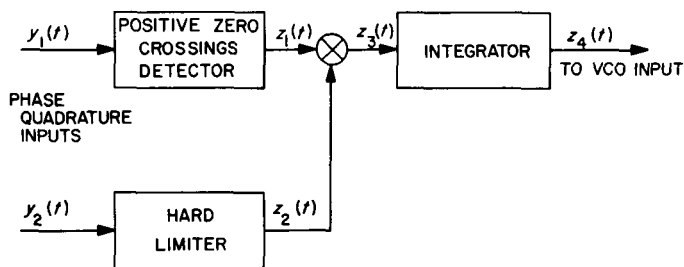 y₁(t)
POSITIVE ZERO
CROSSINGS
DETECTOR
z₁(t)
z₃(t)
INTEGRATOR
z₄(t)
TO VCO INPUT
PHASE
QUADRATURE
INPUTS
y₂(t)
HARD
LIMITER
z₂(t)